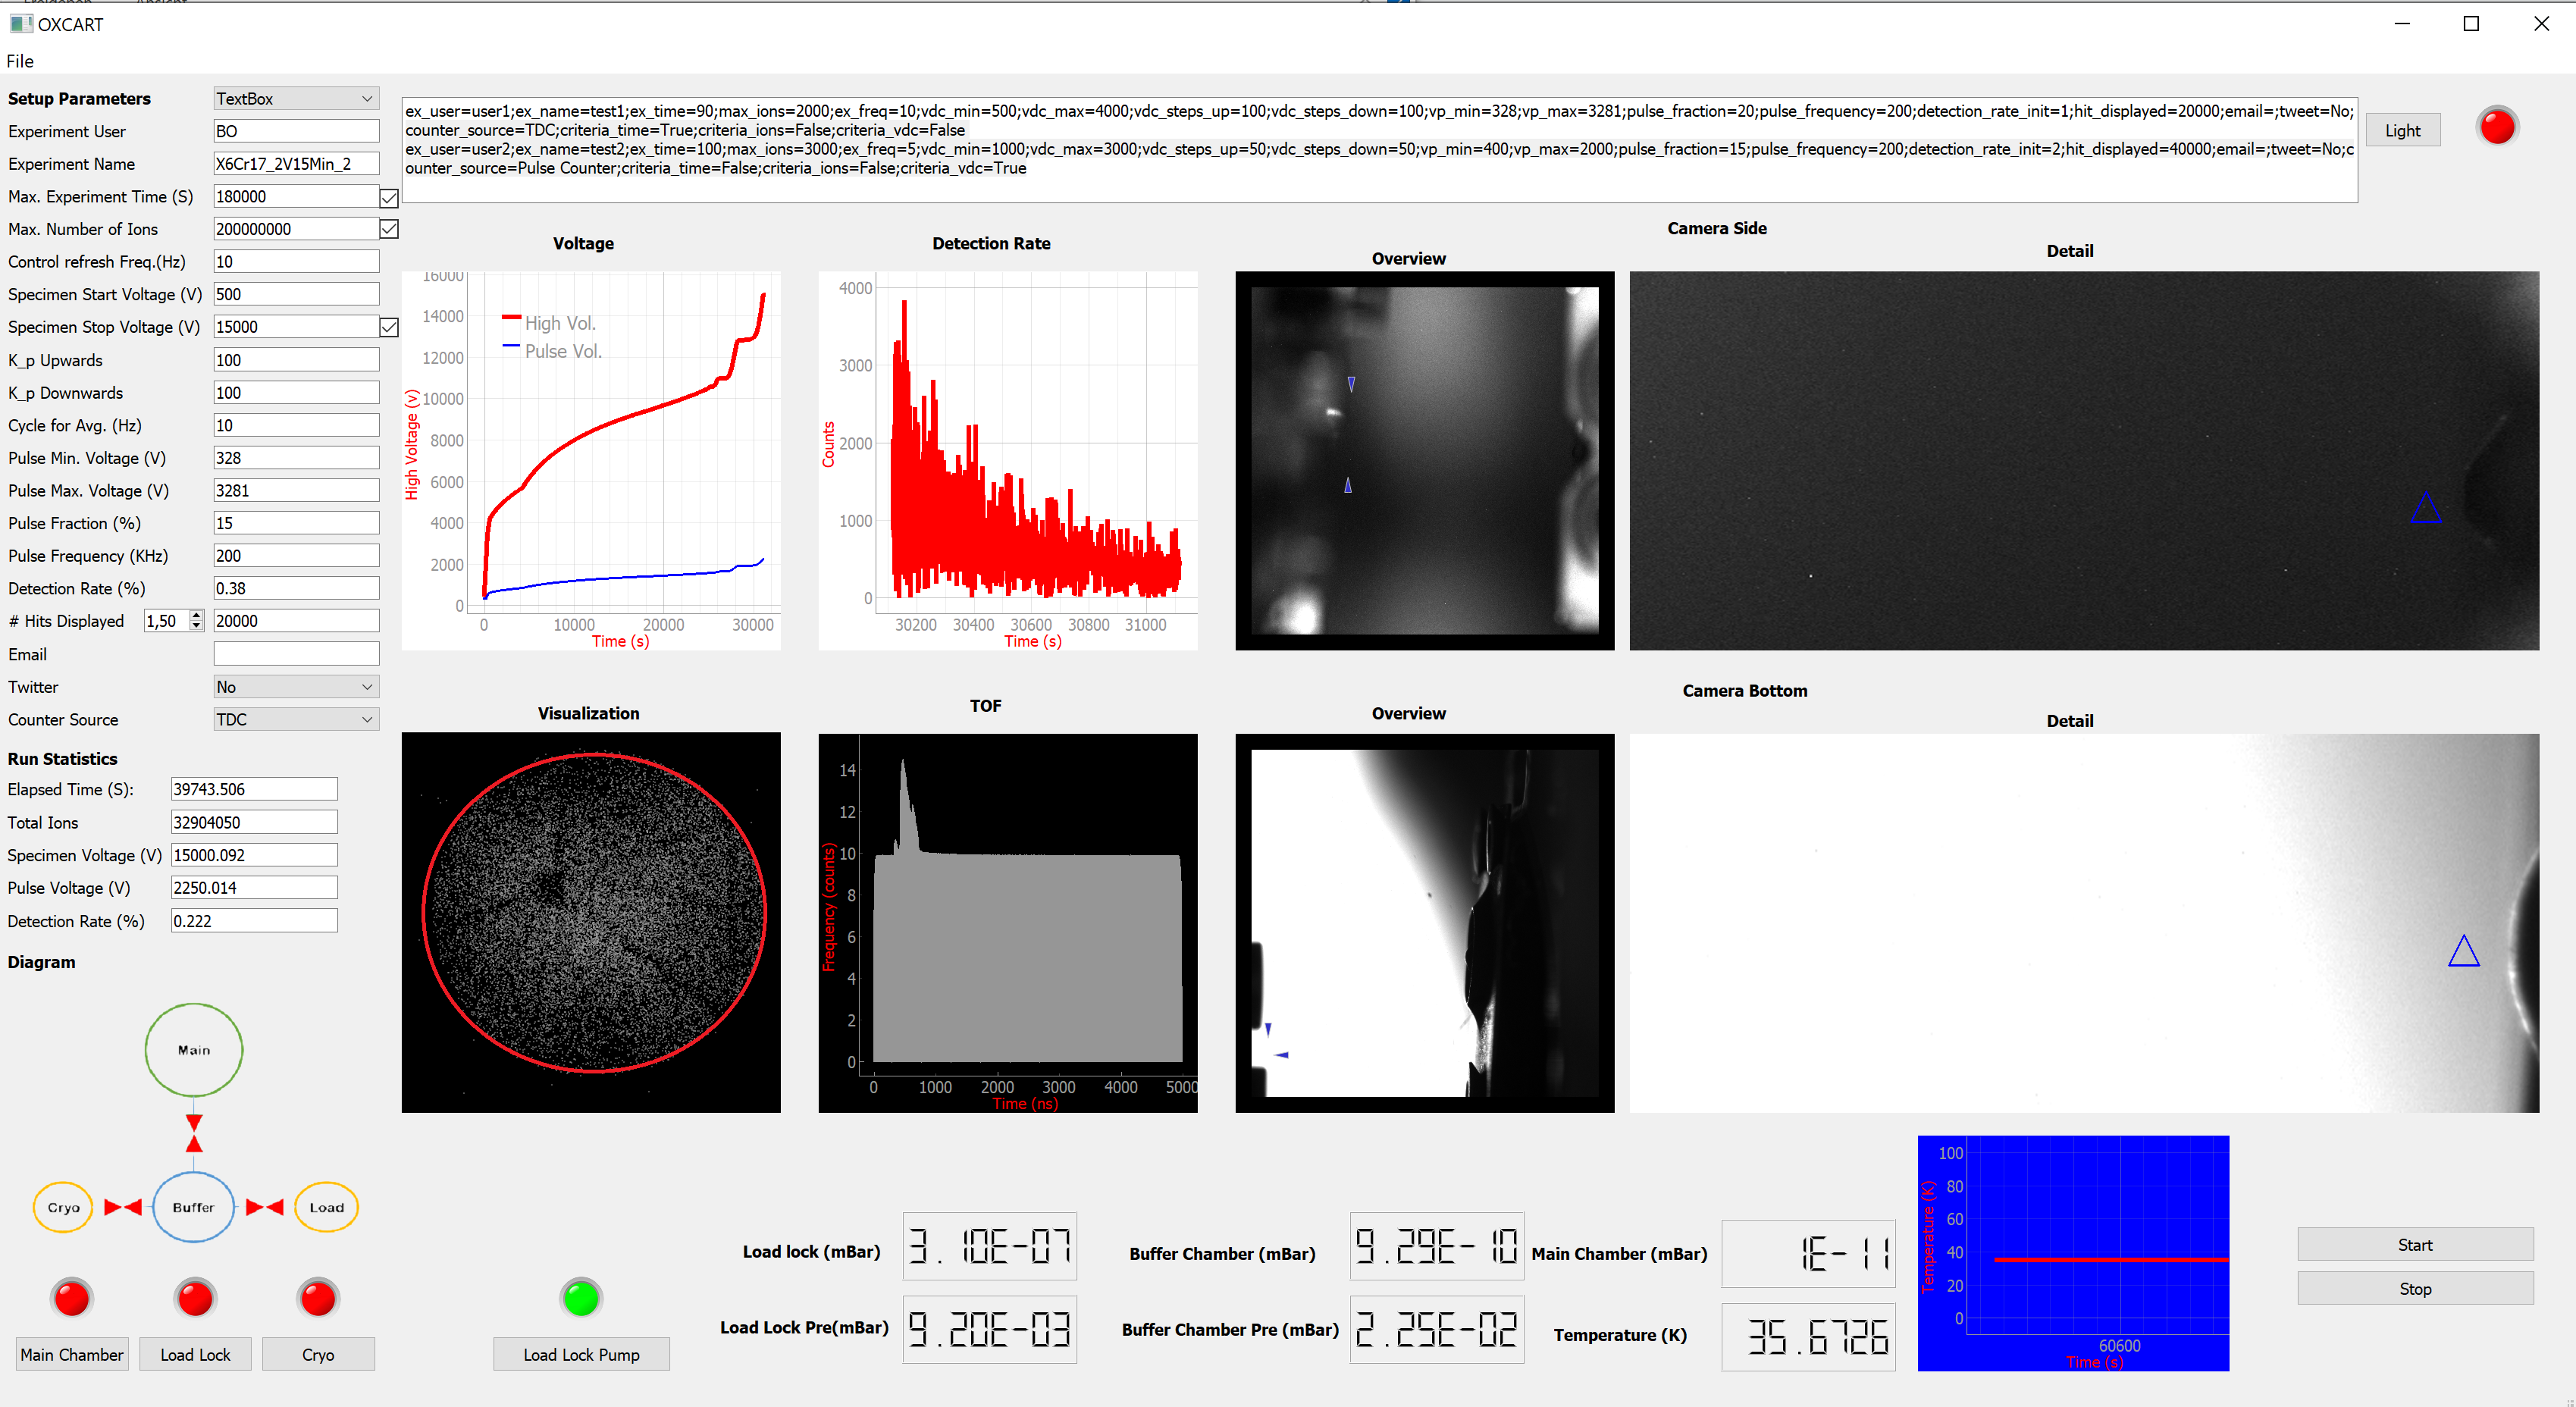 OXCART
File
Setup Parameters TextBox
Experiment User BO
Experiment Name X6Cr17_2V15Min_2
Max. Experiment Time (S) 180000
Max. Number of Ions 200000000
Control refresh Freq.(Hz) 10
Specimen Start Voltage (V) 500
Specimen Stop Voltage (V) 15000
K_p Upwards 100
K_p Downwards 100
Cycle for Avg. (Hz) 10
Pulse Min. Voltage (V) 328
Pulse Max. Voltage (V) 3281
Pulse Fraction (%) 15
Pulse Frequency (KHz) 200
Detection Rate (%) 0.38
# Hits Displayed 1,50 20000
Email
Twitter No
Counter Source TDC
Run Statistics
Elapsed Time (S): 39743.506
Total Ions 32904050
Specimen Voltage (V) 15000.092
Pulse Voltage (V) 2250.014
Detection Rate (%) 0.222
Diagram
Main
Cryo Buffer Load
Main Chamber Load Lock Cryo
ex_user=user1;ex_name=test1;ex_time=90;max_ions=2000;ex_freq=10;vdc_min=500;vdc_max=4000;vdc_steps_up=100;vdc_steps_down=100;vp_min=328;vp_max=3281;pulse_fraction=20;pulse_frequency=200;detection_rate_init=1;hit_displayed=20000;email=;tweet=No;
counter_source=TDC;criteria_time=True;criteria_ions=False;criteria_vdc=False
ex_user=user2;ex_name=test2;ex_time=100;max_ions=3000;ex_freq=5;vdc_min=1000;vdc_max=3000;vdc_steps_up=50;vdc_steps_down=50;vp_min=400;vp_max=2000;pulse_fraction=15;pulse_frequency=200;detection_rate_init=2;hit_displayed=40000;email=;tweet=No;c
ounter_source=Pulse Counter;criteria_time=False;criteria_ions=False;criteria_vdc=True
Light
Voltage
16000
14000
12000
10000
8000
6000
4000
2000
0
High Voltage (v)
High Vol.
Pulse Vol.
0 10000 20000 30000
Time (s)
Detection Rate
4000
3000
2000
1000
0
Counts
30200 30400 30600 30800 31000
Time (s)
Camera Side
Overview
Detail
Visualization
TOF
14
12
10
8
6
4
2
0
Frequency (counts)
0 1000 2000 3000 4000 5000
Time (ns)
Camera Bottom
Overview
Detail
Load Lock Pump
Load lock (mBar) 3.10E-07
Buffer Chamber (mBar) 9.29E-10
Main Chamber (mBar) 1E-11
Load Lock Pre(mBar) 9.20E-03
Buffer Chamber Pre (mBar) 2.25E-02
Temperature (K) 35.6726
100
80
60
40
20
0
Temperature (K)
60600
Time (s)
Start
Stop